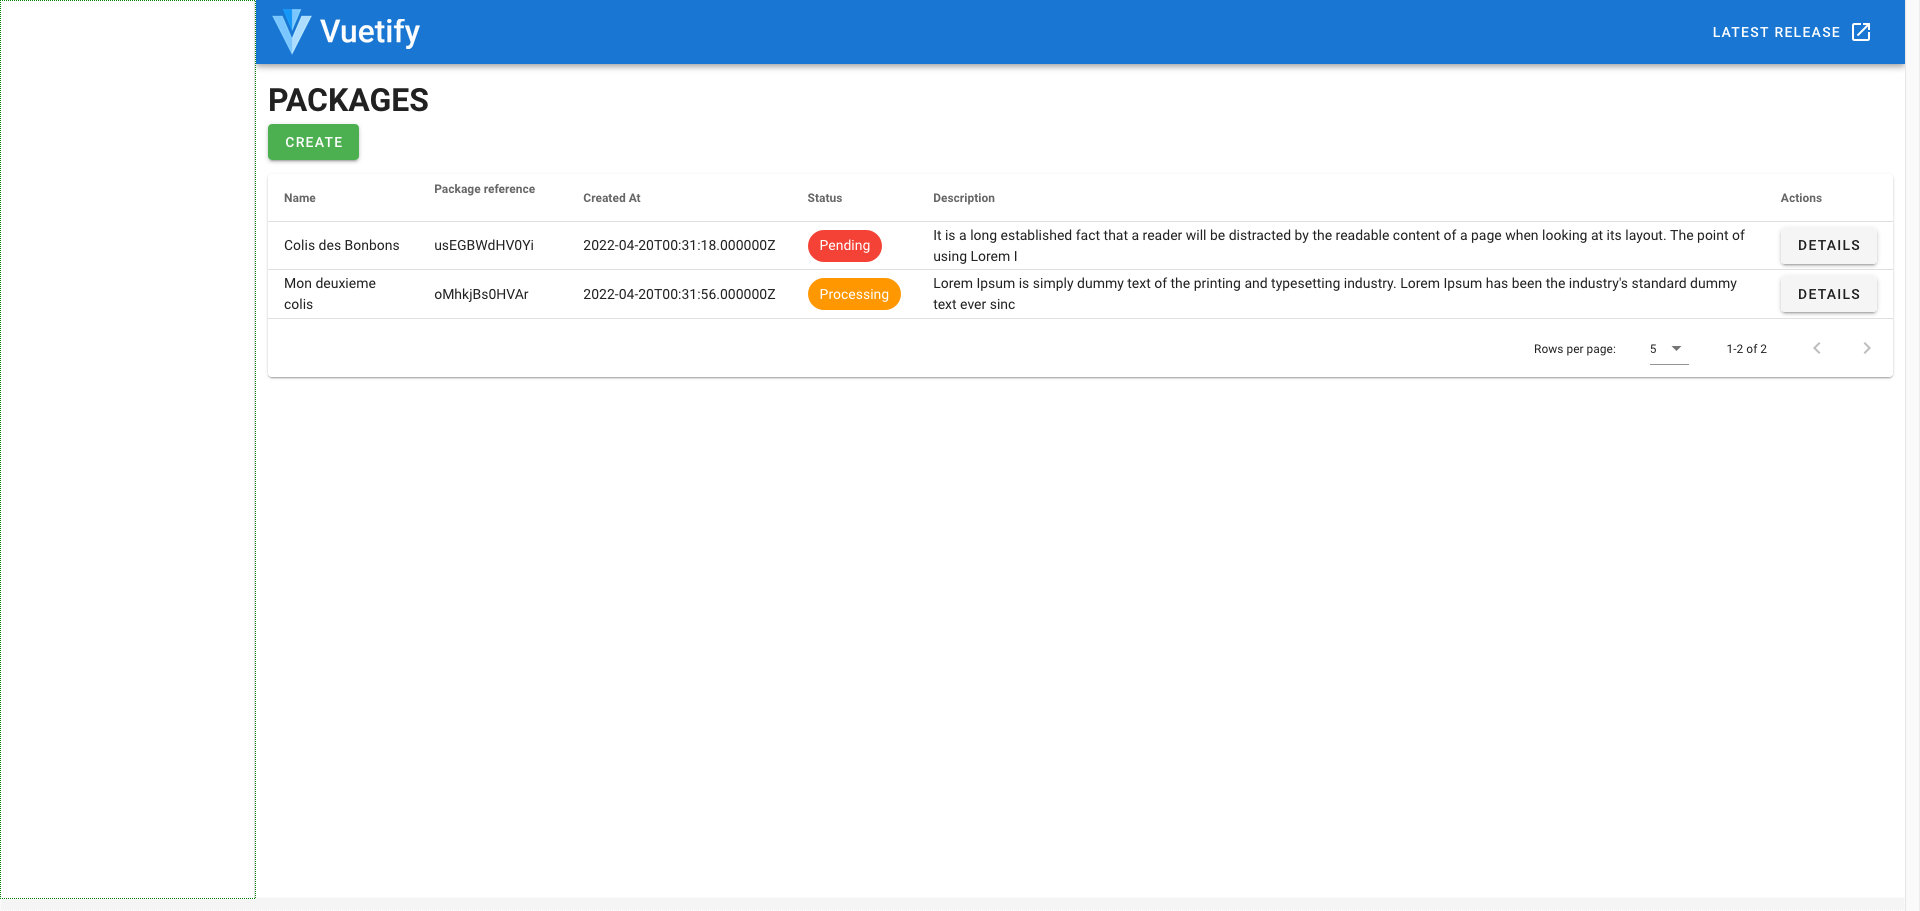 Vuetify
LATEST RELEASE
PACKAGES
CREATE
Name Package reference Created At Status Description Actions
Colis des Bonbons usEGBWdHV0Yi 2022-04-20T00:31:18.000000Z Pending It is a long established fact that a reader will be distracted by the readable content of a page when looking at its layout. The point of
using Lorem I
DETAILS
Mon deuxieme
colis
oMhkjBs0HVAr 2022-04-20T00:31:56.000000Z Processing Lorem Ipsum is simply dummy text of the printing and typesetting industry. Lorem Ipsum has been the industry's standard dummy
text ever sinc
DETAILS
Rows per page: 5 1-2 of 2